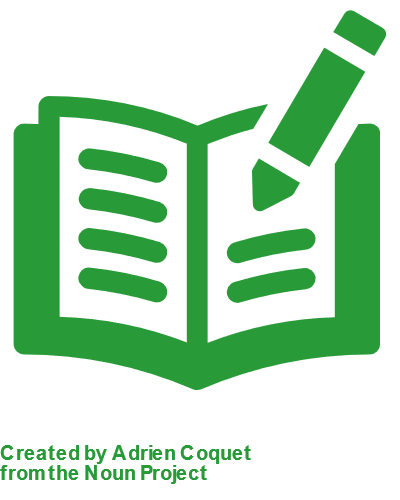 Created by Adrien Coquet
from the Noun Project